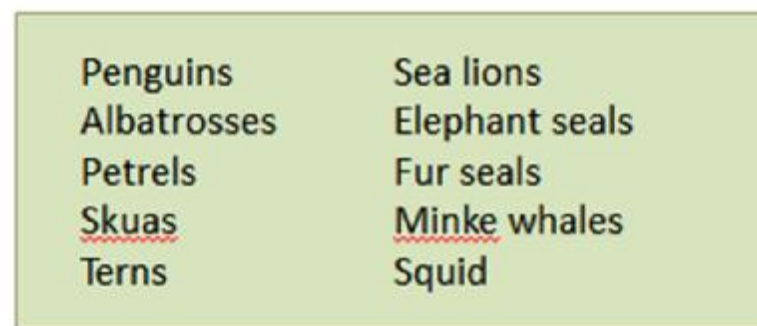 Penguins
Albatrosses
Petrels
Skuas
Terns
Sea lions
Elephant seals
Fur seals
Minke whales
Squid